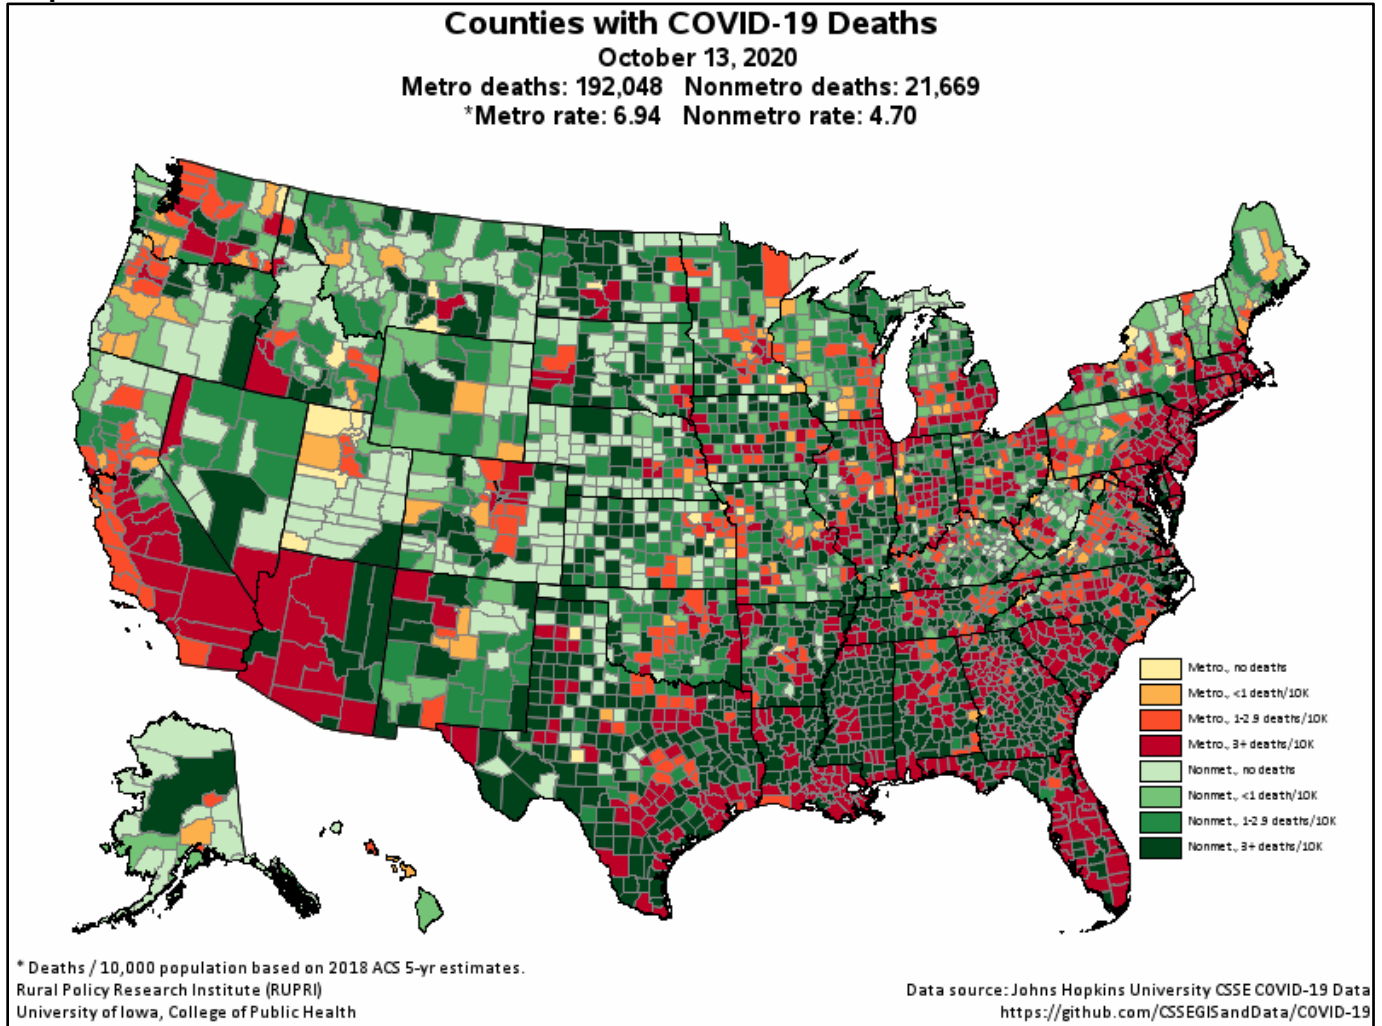 Counties with COVID-19 Deaths
October 13, 2020
Metro deaths: 192,048 Nonmetro deaths: 21,669
*Metro rate: 6.94 Nonmetro rate: 4.70
Metro., no deaths
Metro., <1 death/10K
Metro., 1-2.9 deaths/10K
Metro., 3+ deaths/10K
Nonmet., no deaths
Nonmet., <1 death/10K
Nonmet., 1-2.9 deaths/10K
Nonmet., 3+ deaths/10K
* Deaths / 10,000 population based on 2018 ACS 5-yr estimates.
Rural Policy Research Institute (RUPRI)
University of Iowa, College of Public Health
Data source: Johns Hopkins University CSSE COVID-19 Data
https://github.com/CSSEGISandData/COVID-19